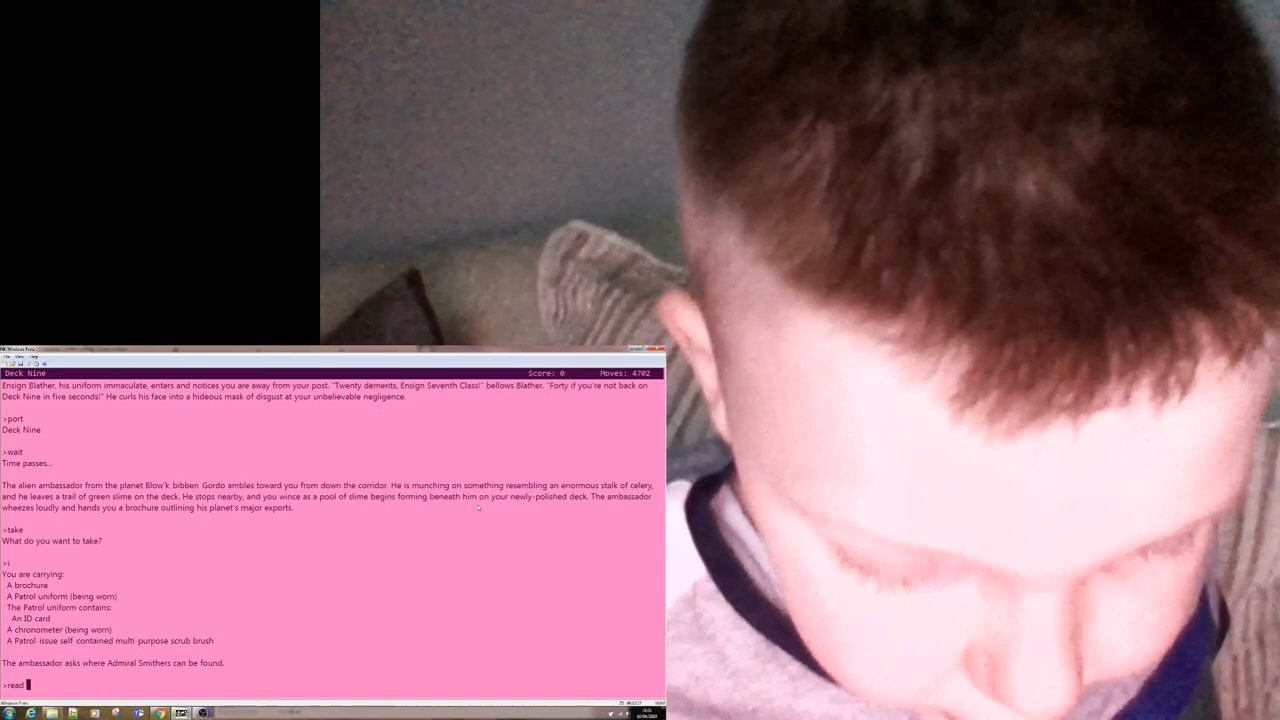 Windows Frotz
File View Help
Deck Nine Score: 0 Moves: 4702
Ensign Blather, his uniform immaculate, enters and notices you are away from your post. "Twenty demerits, Ensign Seventh Class!" bellows Blather. "Forty if you're not back on
Deck Nine in five seconds!" He curls his face into a hideous mask of disgust at your unbelievable negligence.
>port
Deck Nine
>wait
Time passes...
The alien ambassador from the planet Blow'k-bibben-Gordo ambles toward you from down the corridor. He is munching on something resembling an enormous stalk of celery,
and he leaves a trail of green slime on the deck. He stops nearby, and you wince as a pool of slime begins forming beneath him on your newly-polished deck. The ambassador
wheezes loudly and hands you a brochure outlining his planet's major exports.
>take
What do you want to take?
>i
You are carrying:
A brochure
A Patrol uniform (being worn)
The Patrol uniform contains:
An ID card
A chronometer (being worn)
A Patrol-issue self-contained multi-purpose scrub brush
The ambassador asks where Admiral Smithers can be found.
>read
Windows Frotz